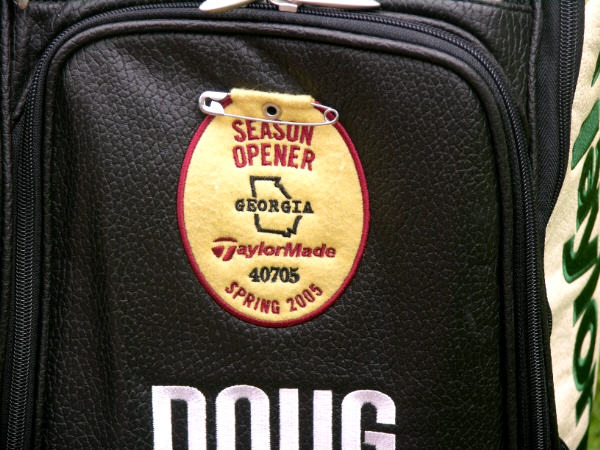 SEASON
OPENER
GEORGIA
TaylorMade
40705
SPRING 2005
DOUG